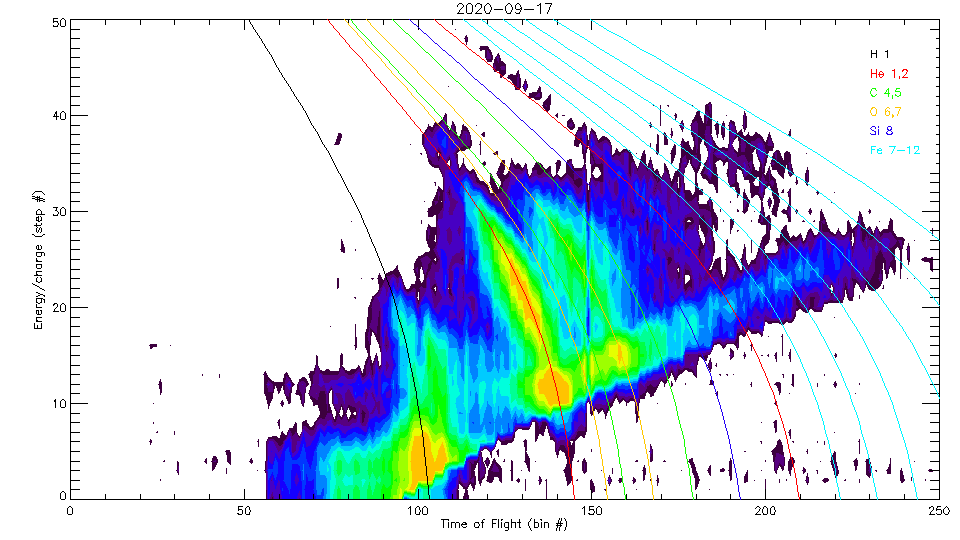 2020-09-17
50
40
30
20
10
0
Energy/charge (step #)
H 1
He 1,2
C 4,5
O 6,7
Si 8
Fe 7-12
0
50
100
150
200
250
Time of Flight (bin #)